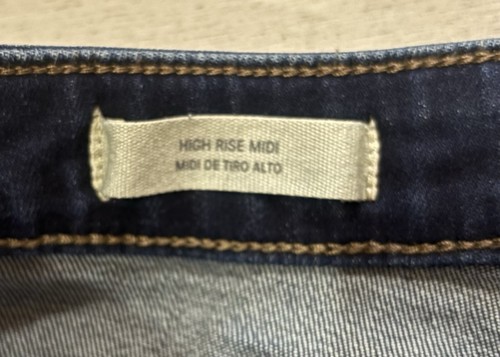 HIGH RISE MIDI
MIDI DE TIRO ALTO